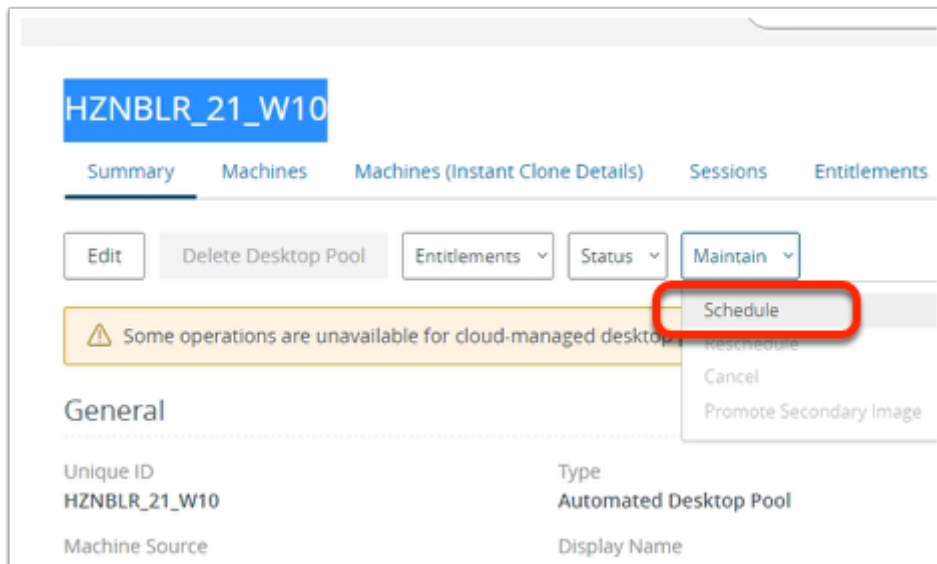 HZNBLR_21_W10
Summary Machines Machines (Instant Clone Details) Sessions Entitlements
Edit Delete Desktop Pool Entitlements Status Maintain
Schedule
Some operations are unavailable for cloud-managed desktop
Reschedule
Cancel
Promote Secondary Image
General
Unique ID Type
HZNBLR_21_W10 Automated Desktop Pool
Machine Source Display Name